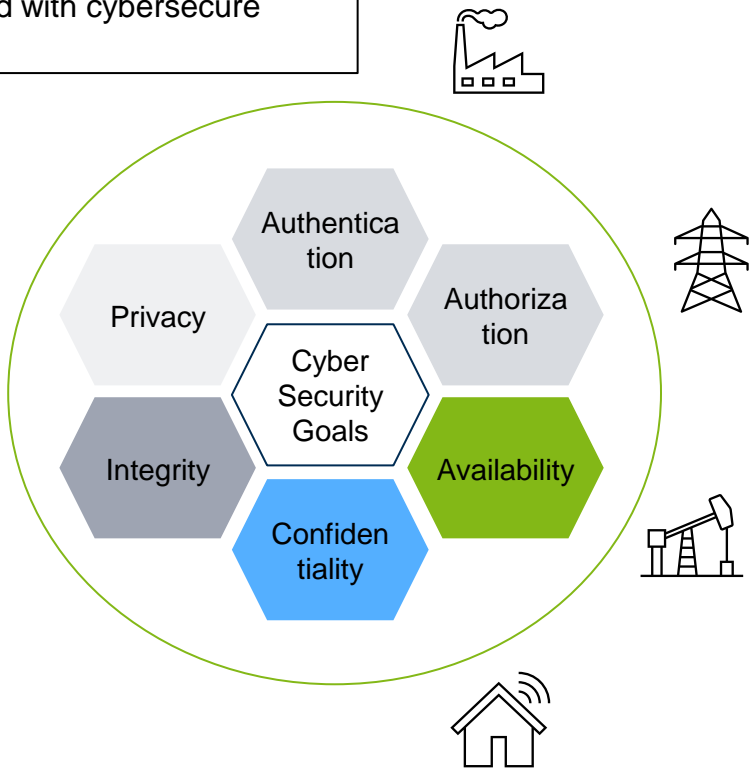 d with cybersecure
Authentica
tion
Authoriza
tion
Privacy
Cyber
Security
Goals
Integrity
Availability
Confiden
tiality